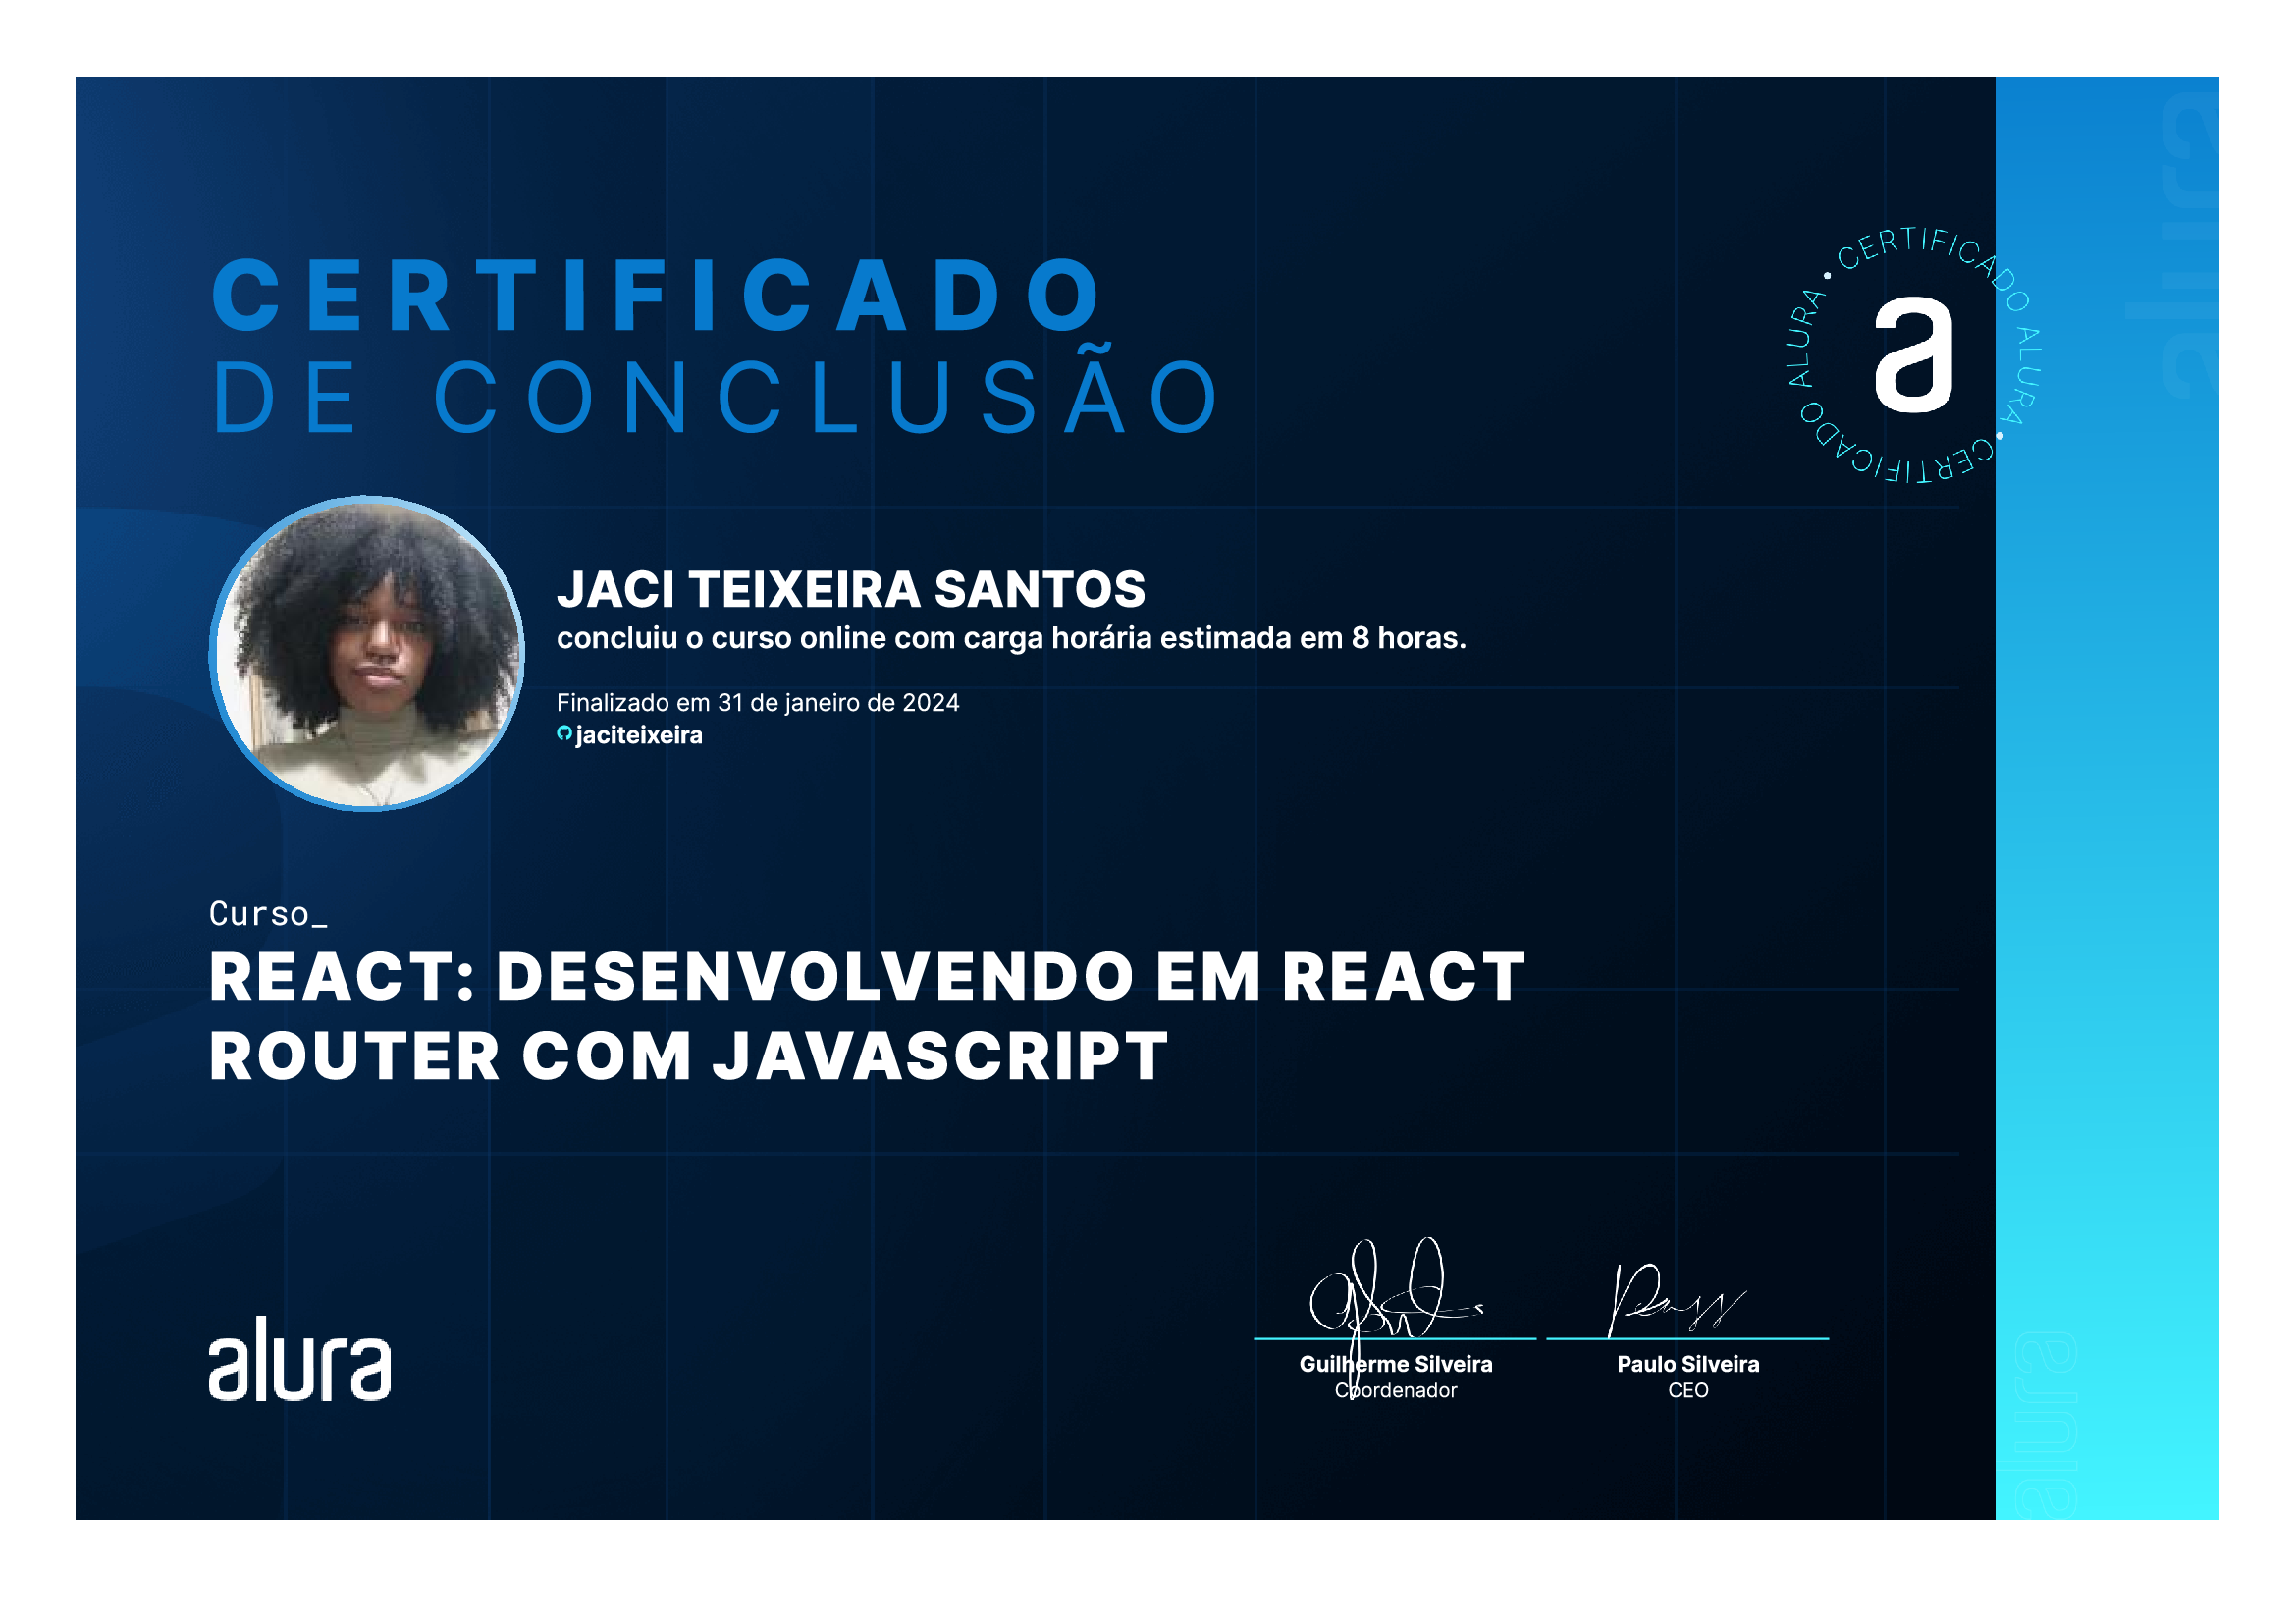 CERTIFICADO
DE CONCLUSÃO
CERTIFICADO ALURA • CERTIFICADO ALURA •
a
alura
JACI TEIXEIRA SANTOS
concluiu o curso online com carga horária estimada em 8 horas.
Finalizado em 31 de janeiro de 2024
jaciteixeira
Curso_
REACT: DESENVOLVENDO EM REACT
ROUTER COM JAVASCRIPT
alura
Guilherme Silveira
Coordenador
Paulo Silveira
CEO
alura